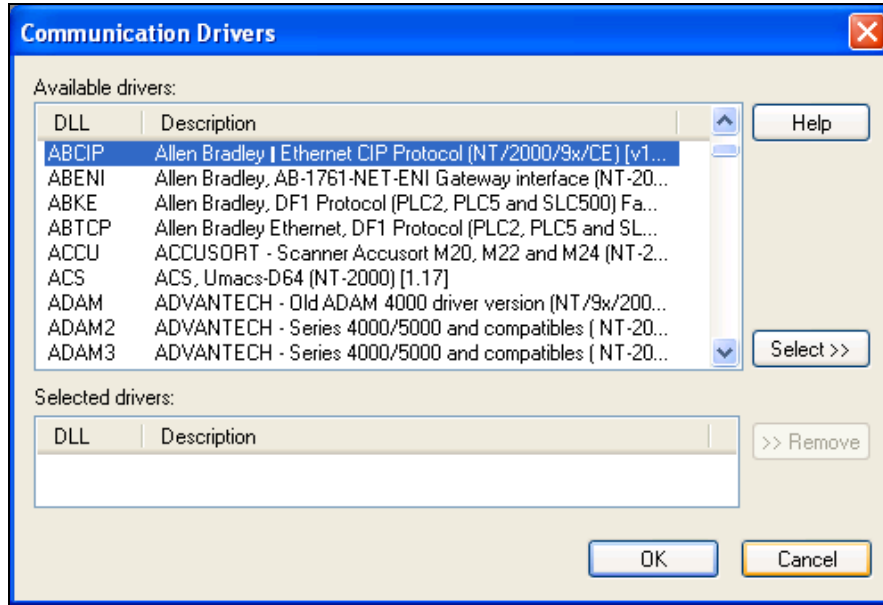 Communication Drivers
Available drivers:
DLL Description
Help
ABCIP Allen Bradley | Ethernet CIP Protocol (NT/2000/9x/CE) [v1...
ABENI Allen Bradley, AB-1761-NET-ENI Gateway interface (NT-20...
ABKE Allen Bradley, DF1 Protocol (PLC2, PLC5 and SLC500) Fa...
ABTCP Allen Bradley Ethernet, DF1 Protocol (PLC2, PLC5 and SL...
ACCU ACCUSORT - Scanner Accusort M20, M22 and M24 (NT-2...
ACS ACS, Umacs-D64 (NT-2000) [1.17]
ADAM ADVANTECH - Old ADAM 4000 driver version (NT/9x/200...
ADAM2 ADVANTECH - Series 4000/5000 and compatibles ( NT-20...
ADAM3 ADVANTECH - Series 4000/5000 and compatibles ( NT-20...
Select >>
Selected drivers:
DLL Description
>> Remove
OK Cancel